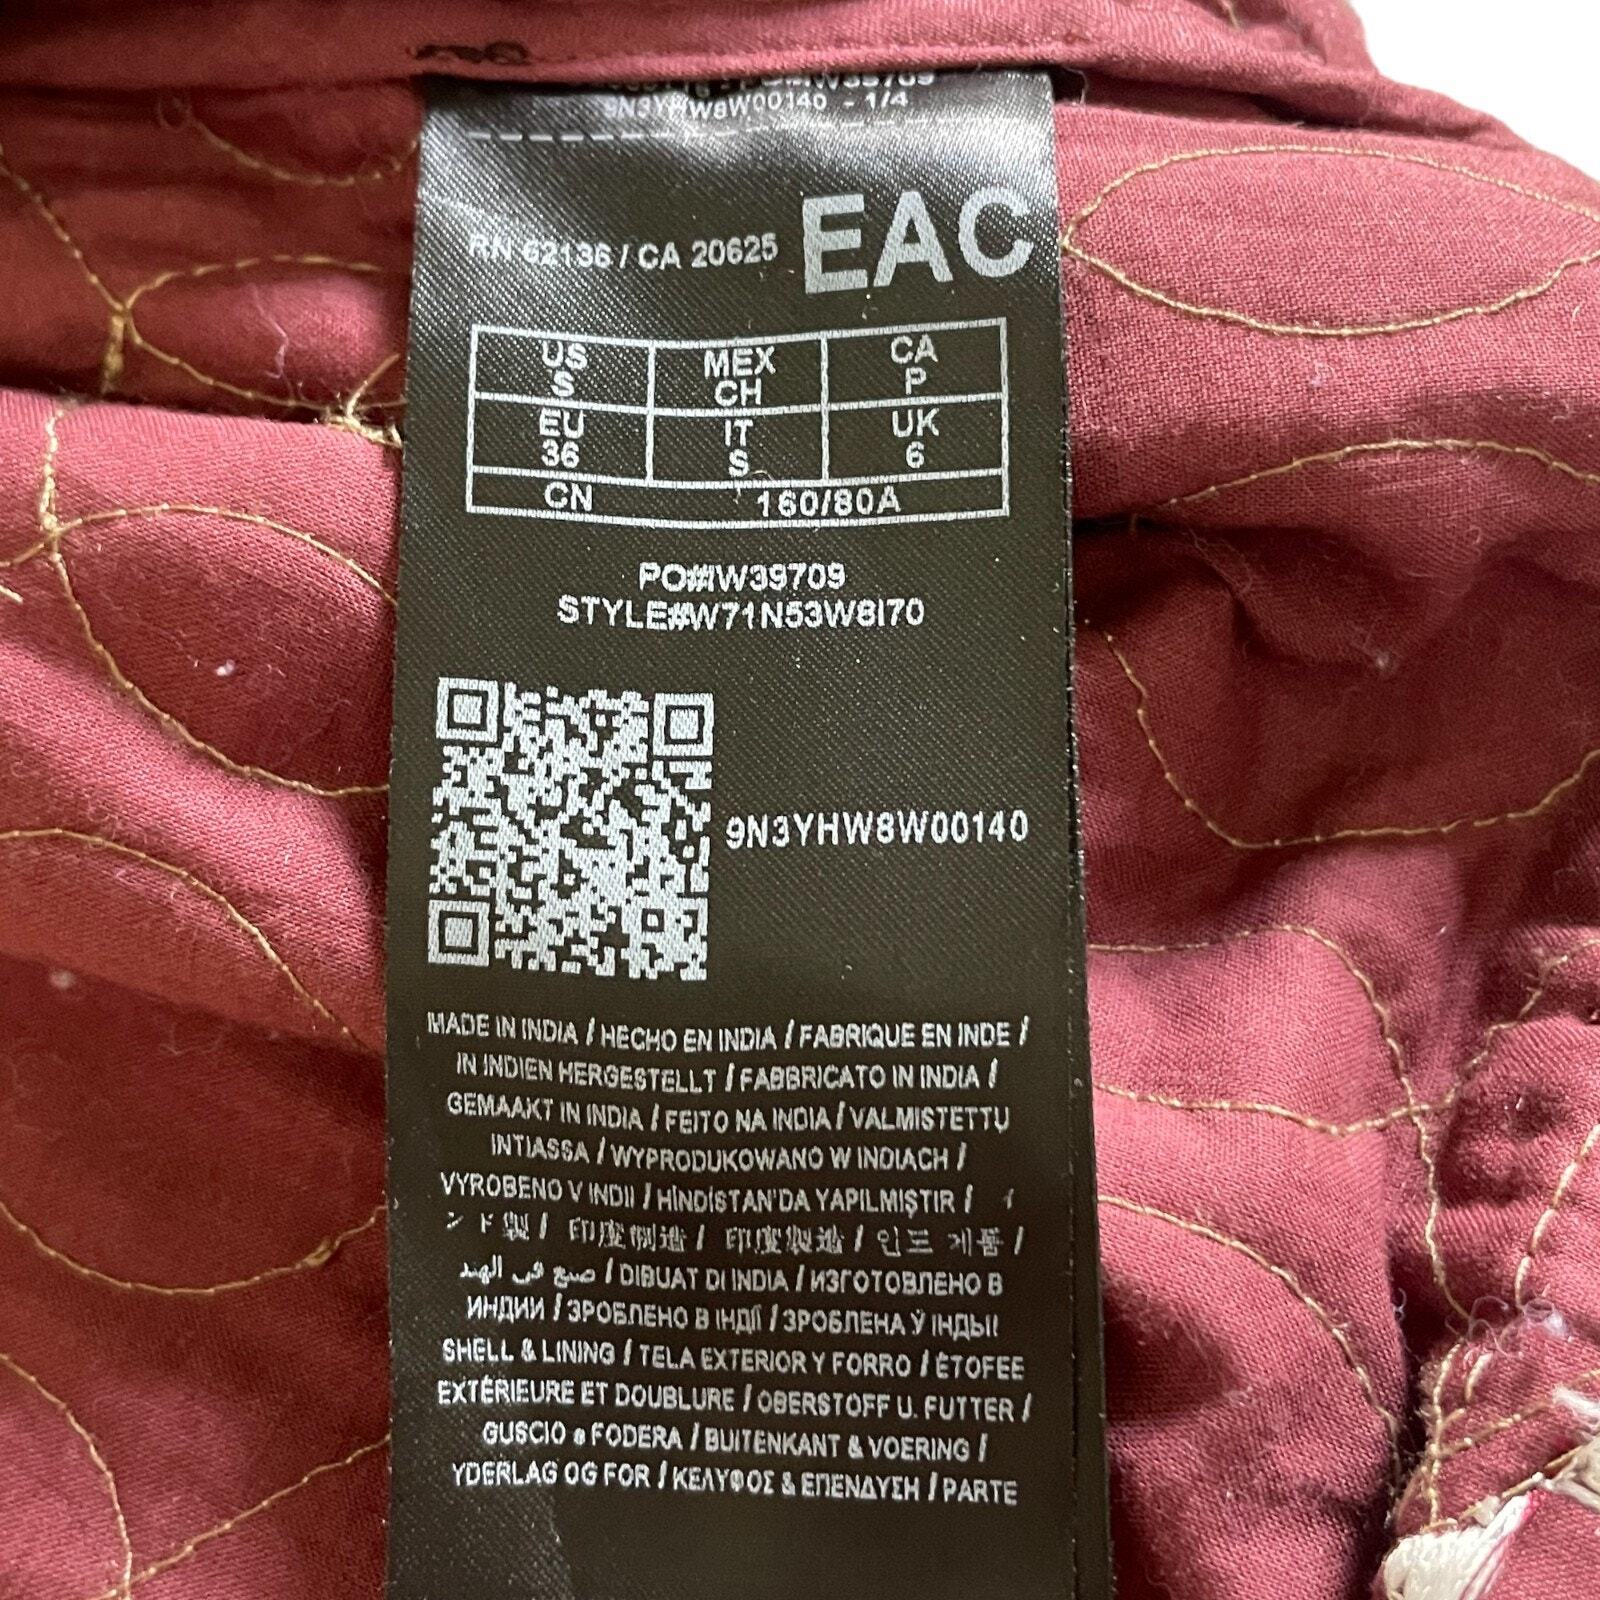 9N3YHW8W00140 - 1/4
RN 62136 / CA 20625
EAC
US MEX CA
S CH P
EU IT UK
36 S 6
CN 160/80A
PO#IW39709
STYLE#W71N53W8I70
9N3YHW8W00140
MADE IN INDIA / HECHO EN INDIA / FABRIQUE EN INDE /
IN INDIEN HERGESTELLT / FABBRICATO IN INDIA /
GEMAAKT IN INDIA / FEITO NA INDIA / VALMISTETTU
INTIASSA / WYPRODUKOWANO W INDIACH /
VYROBENO V INDII / HİNDİSTAN'DA YAPILMIŞTIR / イ
ンド製 / 印度制造 / 印度製造 / 인도 제품 /
صنع في الهند / DIBUAT DI INDIA / ИЗГОТОВЛЕНО В
ИНДИИ / ЗРОБЛЕНО В ІНДІЇ / ЗРОБЛЕНА Ў ІНДЫІ
SHELL & LINING / TELA EXTERIOR Y FORRO / ÉTOFEE
EXTÉRIEURE ET DOUBLURE / OBERSTOFF U. FUTTER /
GUSCIO e FODERA / BUITENKANT & VOERING /
YDERLAG OG FOR / ΚΕΛΥΦΟΣ & ΕΠΕΝΔΥΣΗ / PARTE